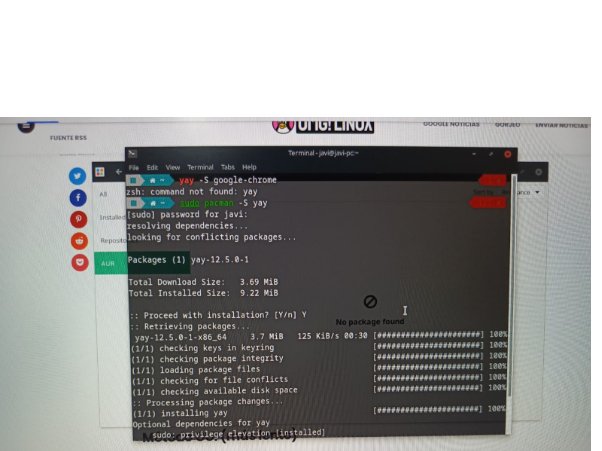 OMG! LINUX
GOOGLE NOTICIAS
GORJEO
ENVIAR NOTICIAS
FUENTE RSS
Terminal - javi@javi-pc:~
File Edit View Terminal Tabs Help
yay -S google-chrome
zsh: command not found: yay
sudo pacman -S yay
[sudo] password for javi:
resolving dependencies...
looking for conflicting packages...
Packages (1) yay-12.5.0-1
Total Download Size: 3.69 MiB
Total Installed Size: 9.22 MiB
:: Proceed with installation? [Y/n] Y
:: Retrieving packages...
yay-12.5.0-1-x86_64 3.7 MiB 125 KiB/s 00:30 [######################] 100%
(1/1) checking keys in keyring [######################] 100%
(1/1) checking package integrity [######################] 100%
(1/1) loading package files [######################] 100%
(1/1) checking for file conflicts [######################] 100%
(1/1) checking available disk space [######################] 100%
:: Processing package changes...
(1/1) installing yay [######################] 100%
Optional dependencies for yay
sudo: privilege elevation [installed]
All
Installed
AUR
Sort by
No package found